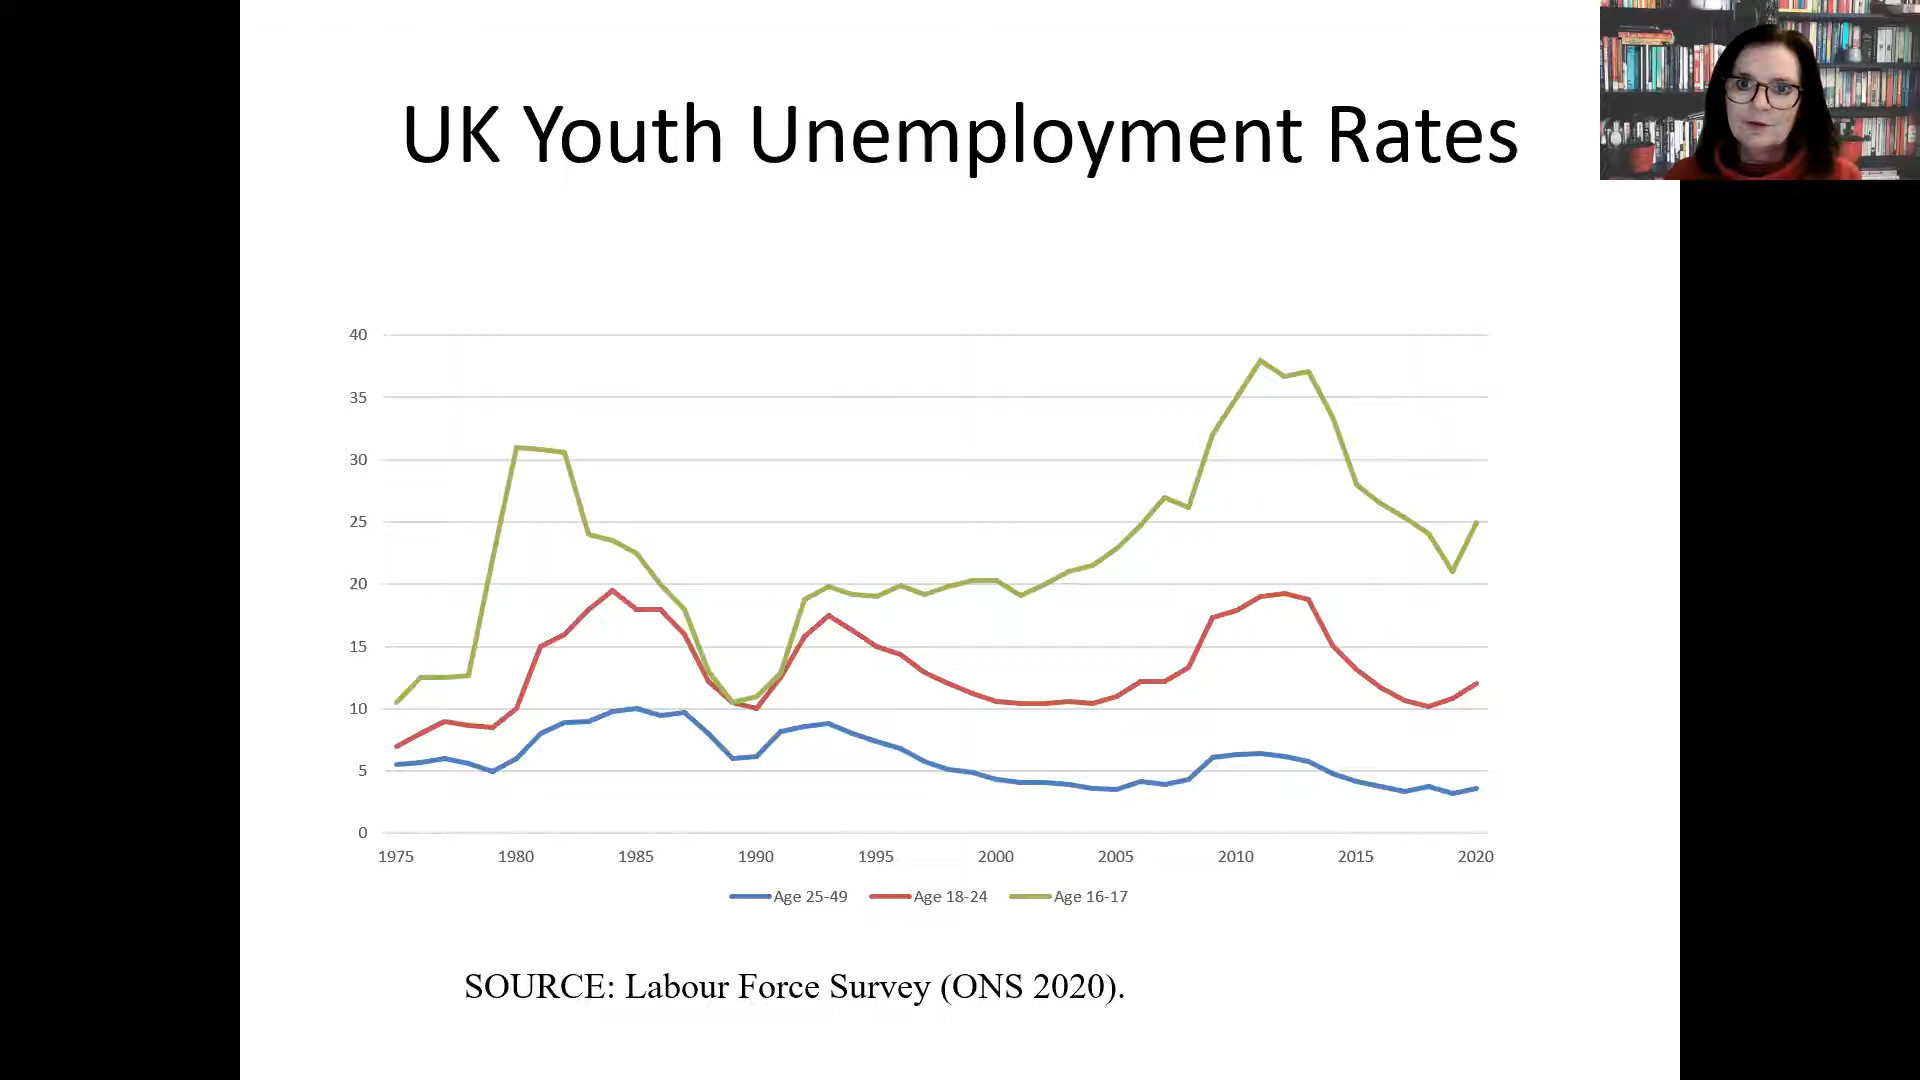 UK Youth Unemployment Rates
40
35
30
25
20
15
10
5
0
1975 1980 1985 1990 1995 2000 2005 2010 2015 2020
Age 25-49 Age 18-24 Age 16-17
SOURCE: Labour Force Survey (ONS 2020).